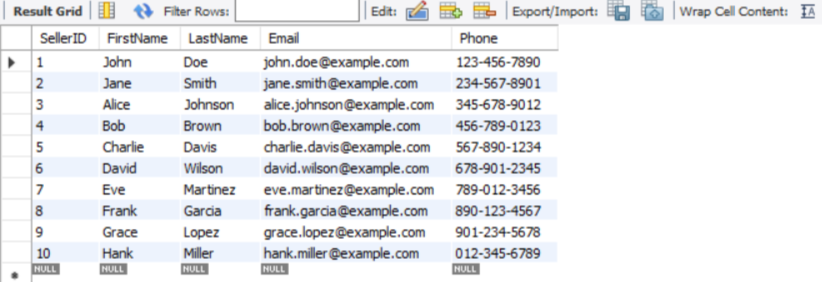 Result Grid Filter Rows: Edit: Export/Import: Wrap Cell Content:
SellerID FirstName LastName Email Phone
1 John Doe john.doe@example.com 123-456-7890
2 Jane Smith jane.smith@example.com 234-567-8901
3 Alice Johnson alice.johnson@example.com 345-678-9012
4 Bob Brown bob.brown@example.com 456-789-0123
5 Charlie Davis charlie.davis@example.com 567-890-1234
6 David Wilson david.wilson@example.com 678-901-2345
7 Eve Martinez eve.martinez@example.com 789-012-3456
8 Frank Garcia frank.garcia@example.com 890-123-4567
9 Grace Lopez grace.lopez@example.com 901-234-5678
10 Hank Miller hank.miller@example.com 012-345-6789
NULL NULL NULL NULL NULL